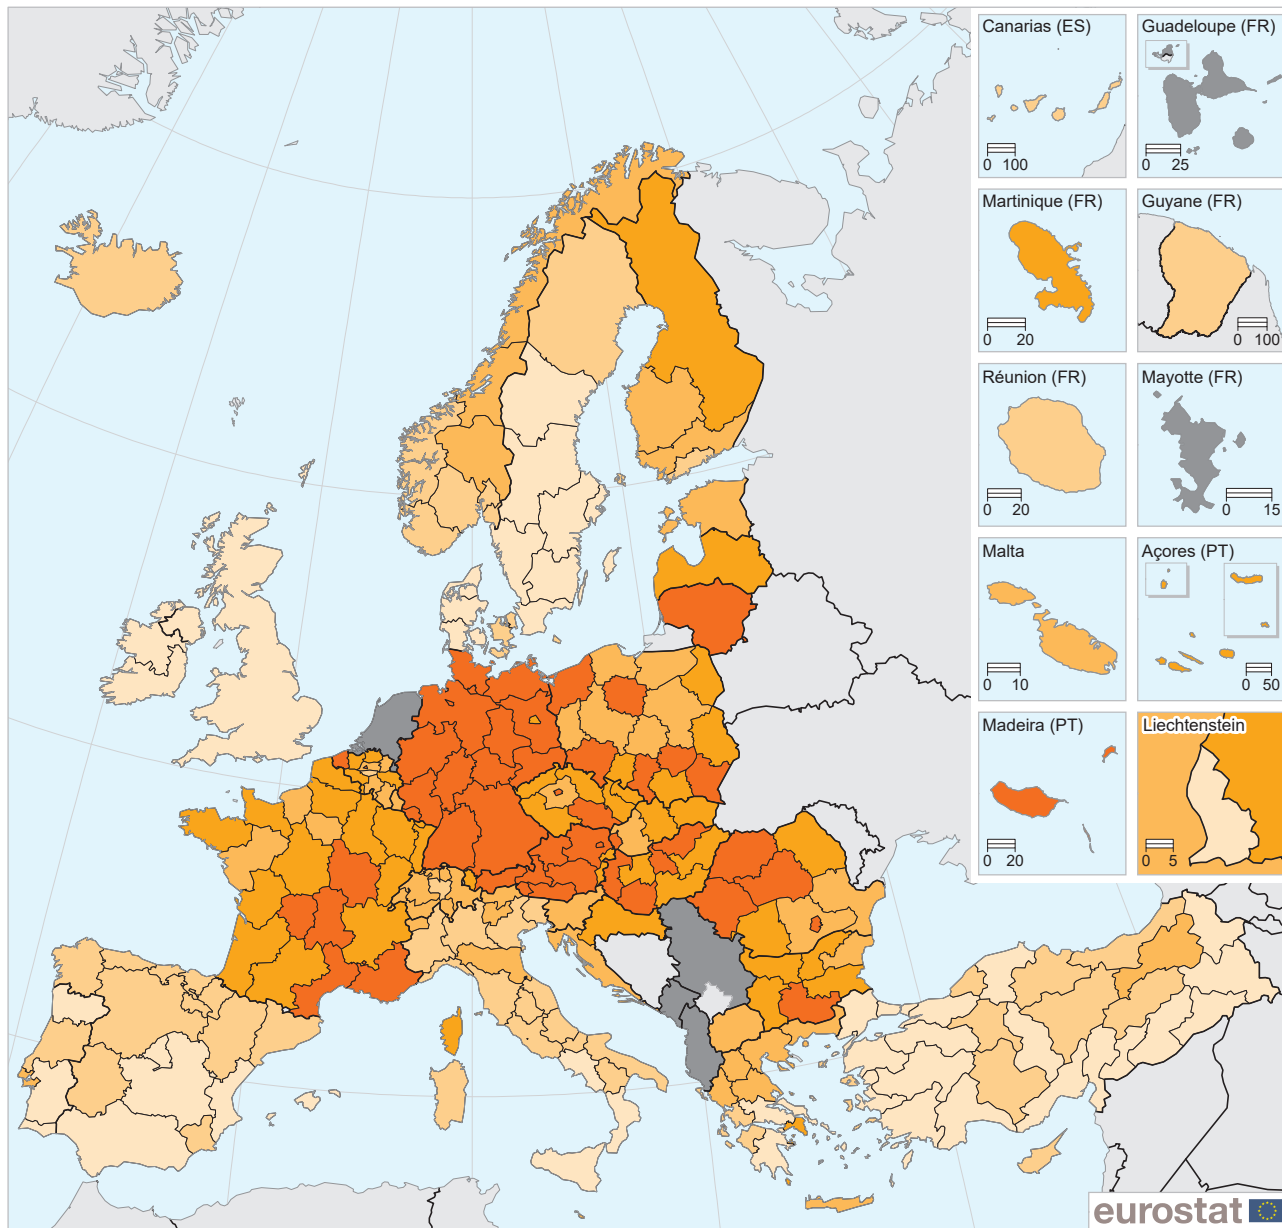 Canarias (ES)
0 100
Guadeloupe (FR)
0 25
Martinique (FR)
0 20
Guyane (FR)
0 100
Réunion (FR)
0 20
Mayotte (FR)
0 15
Malta
0 10
Açores (PT)
0 50
Madeira (PT)
0 20
Liechtenstein
0 5
eurostat